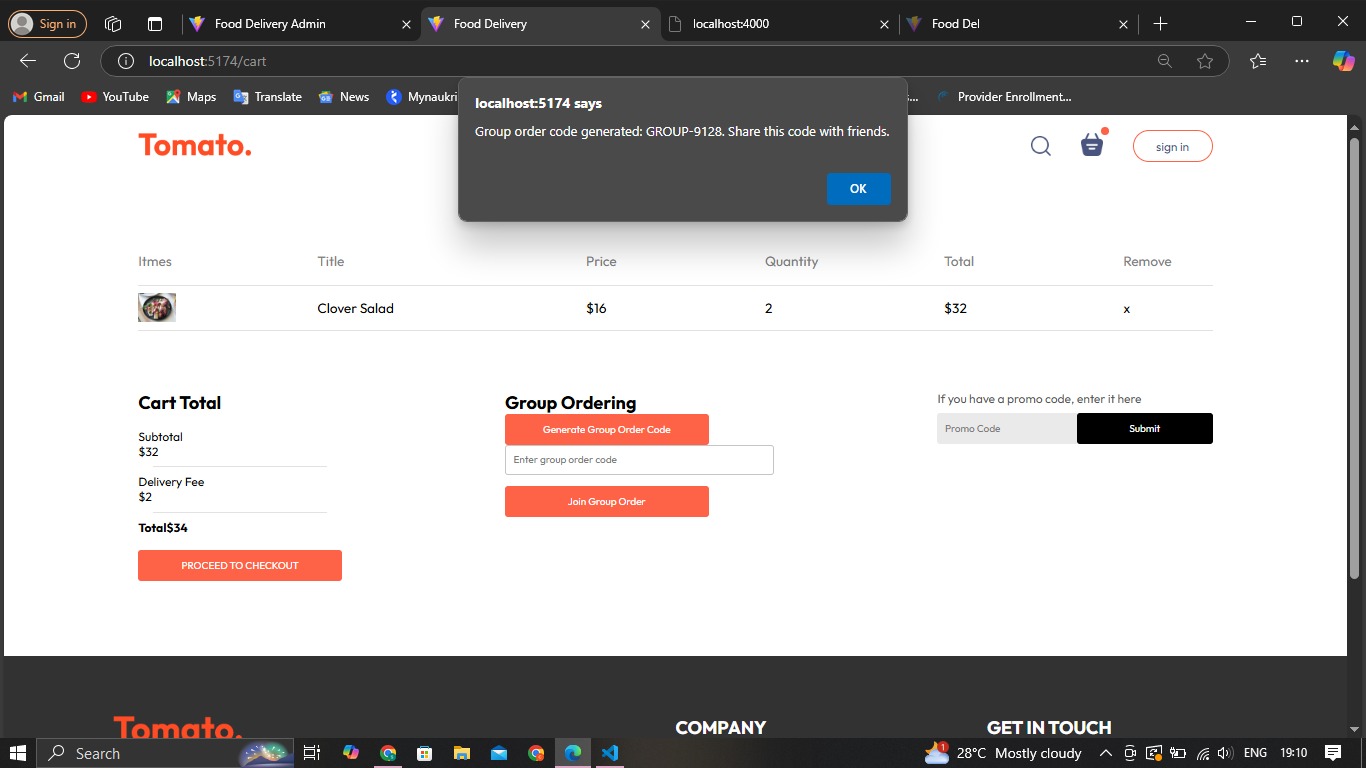 Sign in
Food Delivery Admin
Food Delivery
localhost:4000
Food Del
localhost:5174/cart
Gmail
YouTube
Maps
Translate
News
Mynaukri
s...
Provider Enrollment...
localhost:5174 says
Group order code generated: GROUP-9128. Share this code with friends.
OK
Tomato.
sign in
Itmes Title Price Quantity Total Remove
Clover Salad $16 2 $32 x
Cart Total
Subtotal
$32
Delivery Fee
$2
Total$34
PROCEED TO CHECKOUT
Group Ordering
Generate Group Order Code
Enter group order code
Join Group Order
If you have a promo code, enter it here
Promo Code
Submit
Tomato.
COMPANY
GET IN TOUCH
Search
1
28°C Mostly cloudy
ENG
19:10